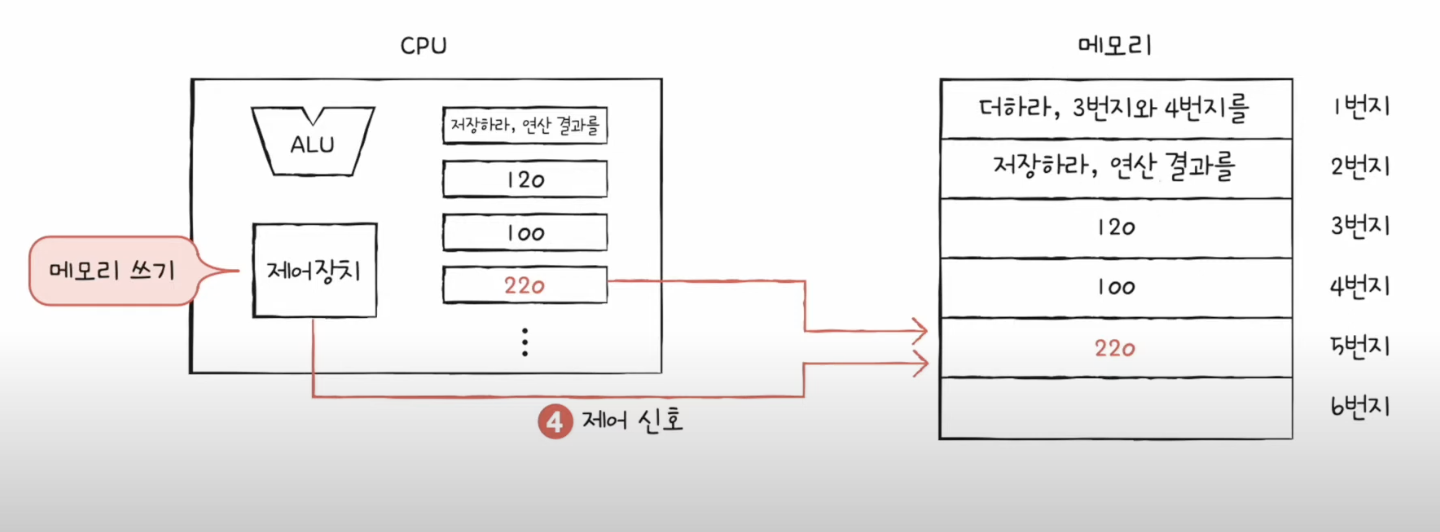 CPU
ALU
저장하라, 연산 결과를
120
100
220
제어장치
메모리 쓰기
4 제어 신호
메모리
더하라, 3번지와 4번지를 1번지
저장하라, 연산 결과를 2번지
120 3번지
100 4번지
220 5번지
6번지